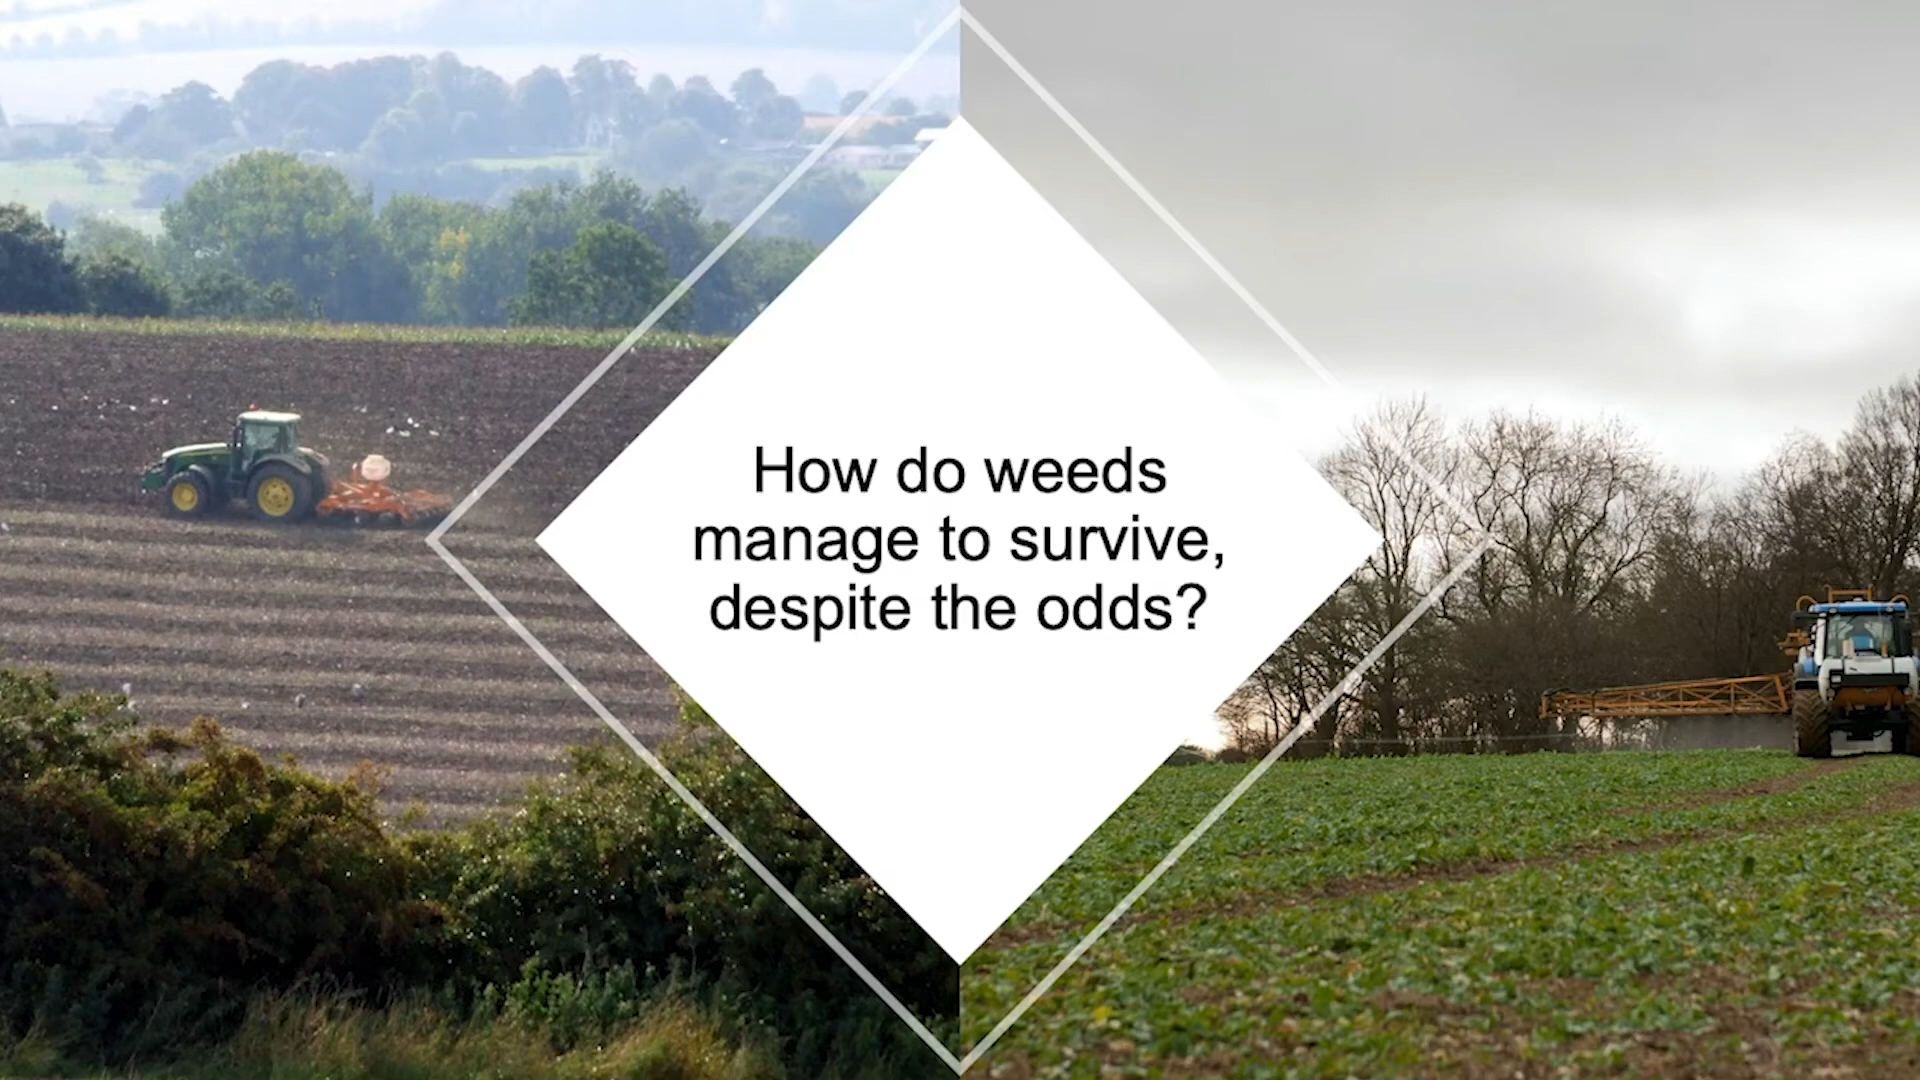 How do weeds
manage to survive,
despite the odds?